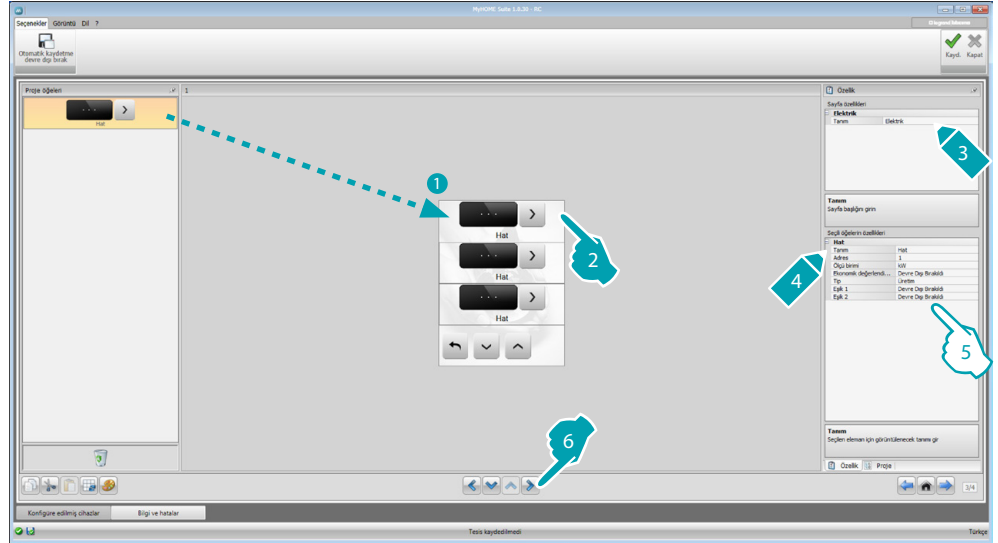 MyHOME Suite 1.0.30 - PC
Seçenekler Görüntü Dil ?
Otomatik kaydetme
devre dışı bırak
Kayd. Kapat
Proje öğeleri
1
Özellik
Hat
Sayfa özellikleri
Elektrik
Tanım Elektrik
3
Tanım
Sayfa başlığını girin
1
Hat
2
Hat
Hat
Seçili öğelerin özellikleri
Hat
Tanım Hat
Adres 1
Ölçü birimi kW
Ekonomik değerlendi... Devre Dışı Bırakıldı
Tip Üretim
Eşik 1 Devre Dışı Bırakıldı
Eşik 2 Devre Dışı Bırakıldı
4
5
6
Tanım
Seçilen eleman için görüntülenecek tanımı gir
Özellik Proje
3/4
Konfigüre edilmiş cihazlar Bilgi ve hatalar
Tesis kaydedilmedi
Türkçe